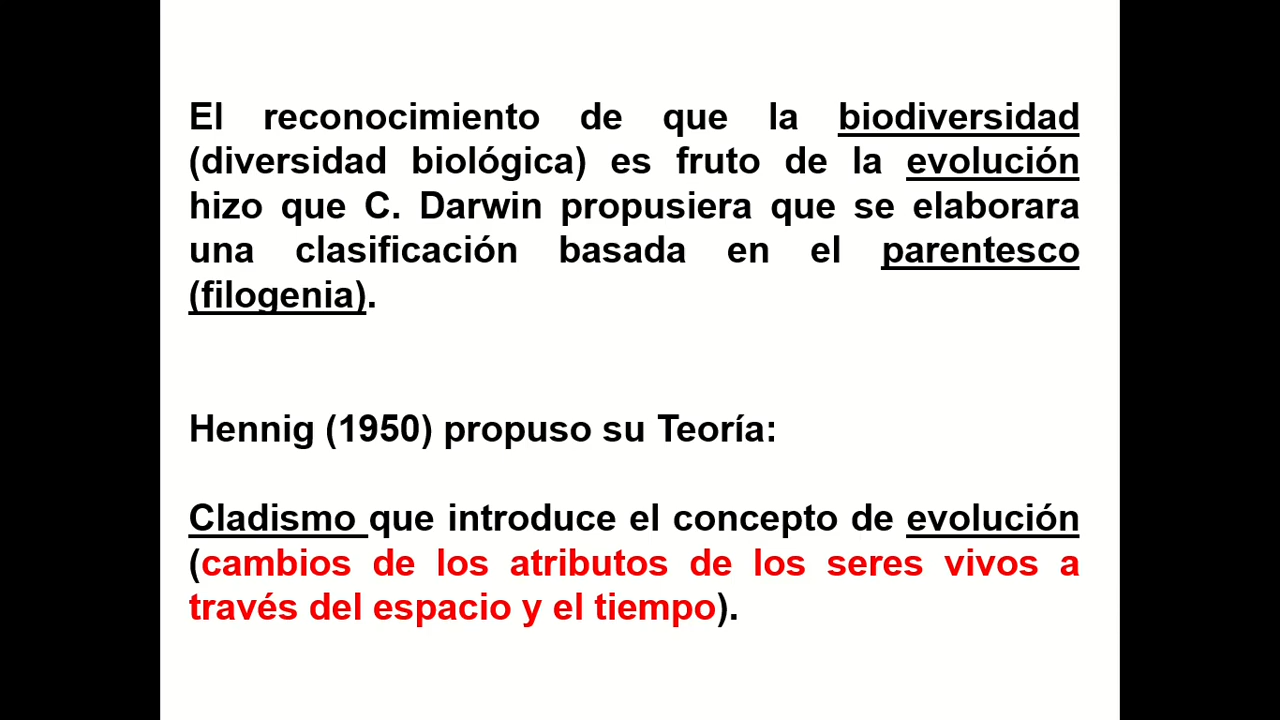 El reconocimiento de que la biodiversidad
(diversidad biológica) es fruto de la evolución
hizo que C. Darwin propusiera que se elaborara
una clasificación basada en el parentesco
(filogenia).
Hennig (1950) propuso su Teoría:
Cladismo que introduce el concepto de evolución
(cambios de los atributos de los seres vivos a
través del espacio y el tiempo).